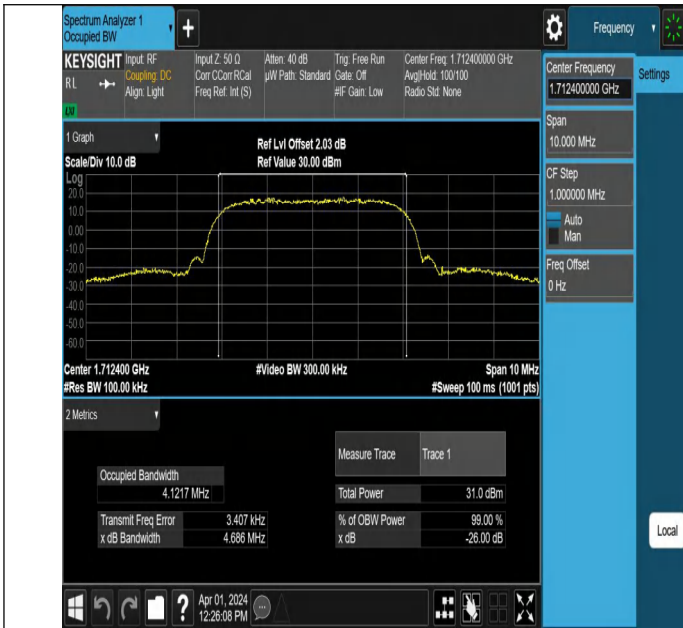 Spectrum Analyzer 1
Occupied BW
+
Frequency
KEYSIGHT
RL
LXI
Input: RF
Coupling: DC
Align: Light
Input Z: 50 Ω
Corr CCorr RCal
Freq Ref: Int (S)
Atten: 40 dB
µW Path: Standard
Trig: Free Run
Gate: Off
#IF Gain: Low
Center Freq: 1.712400000 GHz
Avg|Hold: 100/100
Radio Std: None
Center Frequency
1.712400000 GHz
Settings
Span
10.000 MHz
CF Step
1.000000 MHz
Auto
Man
Freq Offset
0 Hz
Local
1 Graph
Scale/Div 10.0 dB
Ref Lvl Offset 2.03 dB
Ref Value 30.00 dBm
Log
20.0
10.0
0.00
-10.0
-20.0
-30.0
-40.0
-50.0
-60.0
Center 1.712400 GHz
#Video BW 300.00 kHz
Span 10 MHz
#Res BW 100.00 kHz
#Sweep 100 ms (1001 pts)
2 Metrics
Measure Trace Trace 1
Occupied Bandwidth
4.1217 MHz
Total Power 31.0 dBm
Transmit Freq Error 3.407 kHz
% of OBW Power 99.00 %
x dB Bandwidth 4.686 MHz
x dB -26.00 dB
?
Apr 01, 2024
12:26:08 PM